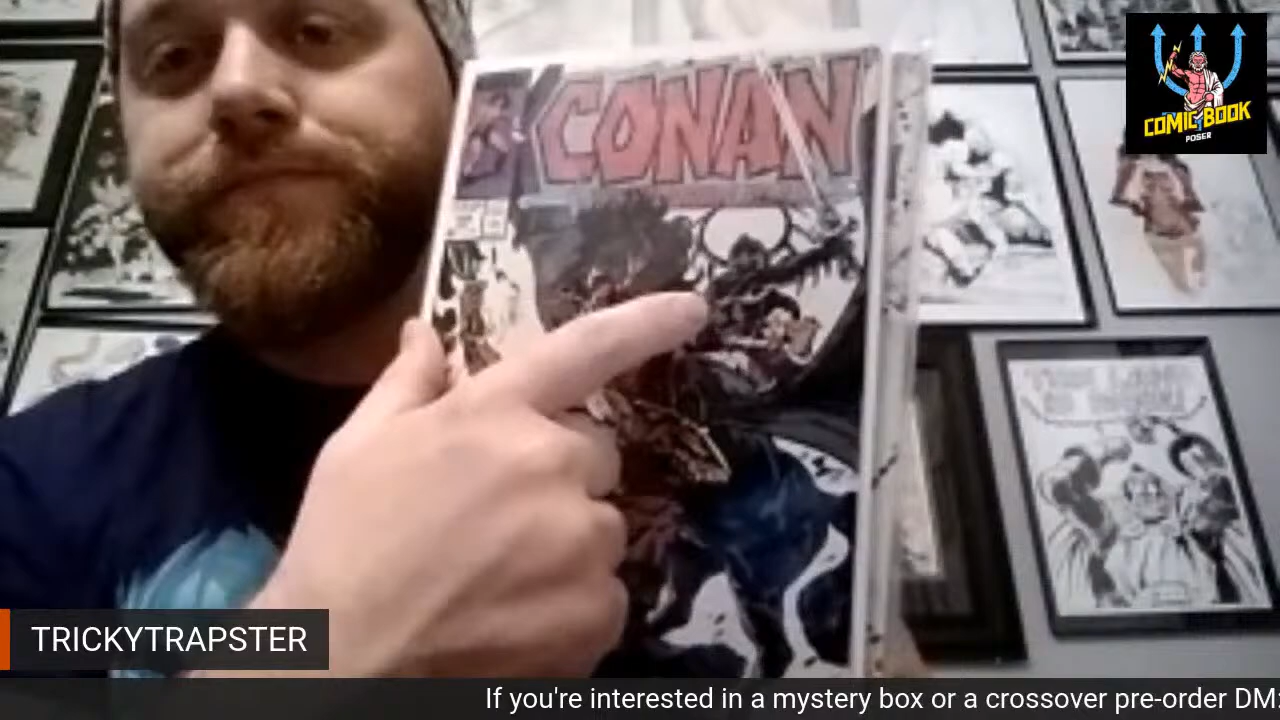 CONAN
COMIC BOOK
POSER
TRICKYTRAPSTER
If you're interested in a mystery box or a crossover pre-order DM: